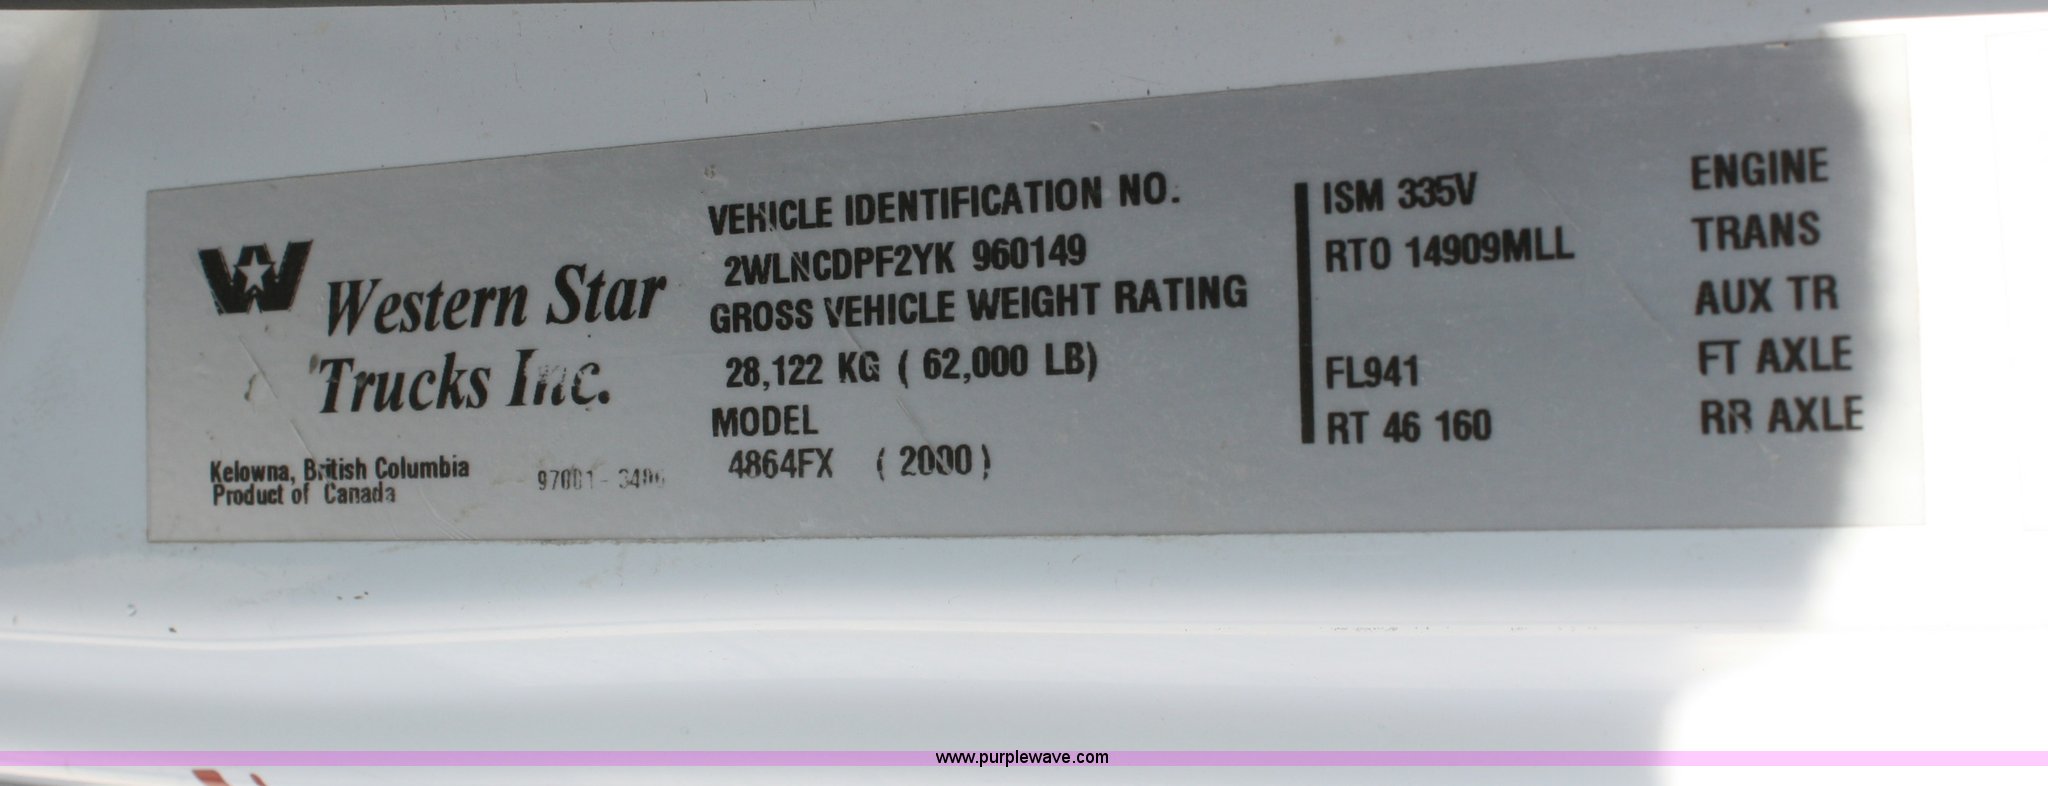 Western Star
Trucks Inc.
Kelowna, British Columbia
Product of Canada
VEHICLE IDENTIFICATION NO.
2WLNCDPF2YK 960149
GROSS VEHICLE WEIGHT RATING
28,122 KG ( 62,000 LB)
MODEL
4864FX ( 2000 )
ISM 335V ENGINE
RTO 14909MLL TRANS
AUX TR
FL941 FT AXLE
RT 46 160 RR AXLE
www.purplewave.com